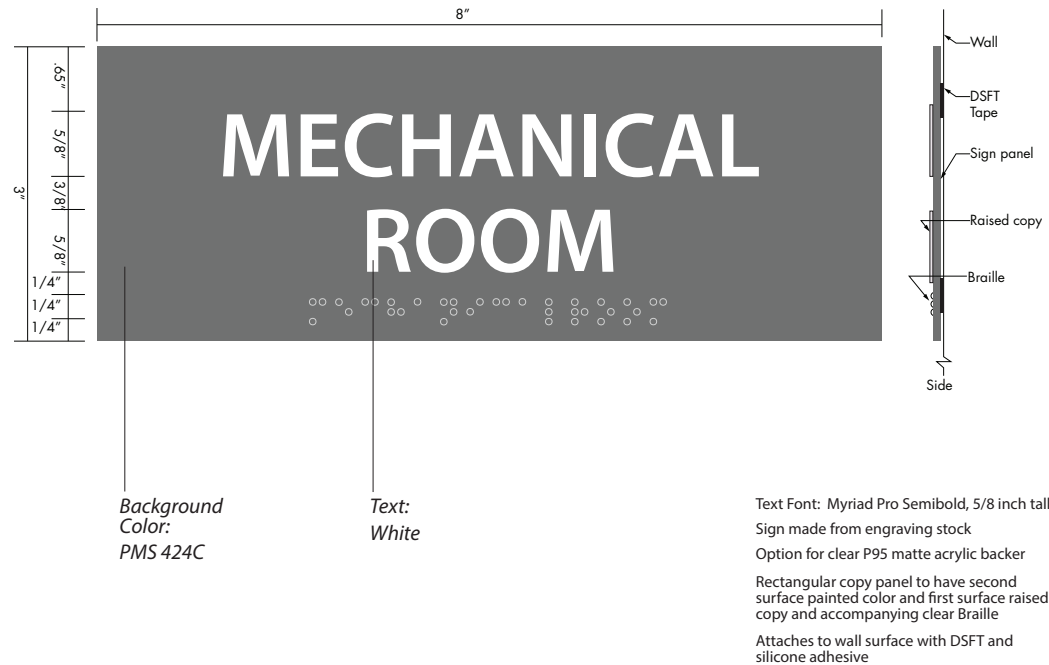 8"
3"
.65"
5/8"
3/8"
5/8"
1/4"
1/4"
1/4"
MECHANICAL
ROOM
Wall
DSFT
Tape
Sign panel
Raised copy
Braille
Side
Background
Color:
PMS 424C
Text:
White
Text Font: Myriad Pro Semibold, 5/8 inch tall
Sign made from engraving stock
Option for clear P95 matte acrylic backer
Rectangular copy panel to have second
surface painted color and first surface raised
copy and accompanying clear Braille
Attaches to wall surface with DSFT and
silicone adhesive